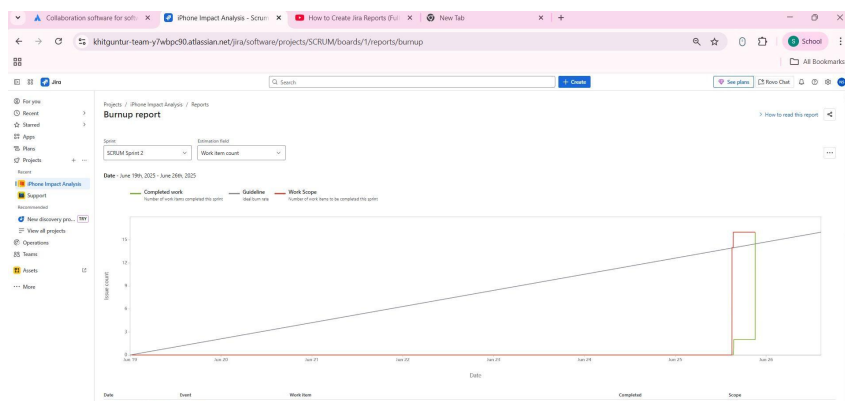 Collaboration software for softw
iPhone Impact Analysis - Scrum
How to Create Jira Reports (Full
New Tab
khitguntur-team-y7wbpc90.atlassian.net/jira/software/projects/SCRUM/boards/1/reports/burnup
School
All Bookmarks
Jira
Search
+ Create
See plans
Rovo Chat
For you
Recent
Starred
Apps
Plans
Projects
Recent
iPhone Impact Analysis
Support
Recommended
New discovery pro... TRY
View all projects
Operations
Teams
Assets
More
Projects / iPhone Impact Analysis / Reports
Burnup report
How to read this report
Sprint
Estimation field
SCRUM Sprint 2
Work item count
Date - June 19th, 2025 - June 26th, 2025
Completed work
Number of work items completed this sprint
Guideline
Ideal burn rate
Work Scope
Number of work items to be completed this sprint
Issue count
15
12
9
6
3
0
Jun 19
Jun 20
Jun 21
Jun 22
Jun 23
Jun 24
Jun 25
Jun 26
Date
Date
Event
Work item
Completed
Scope